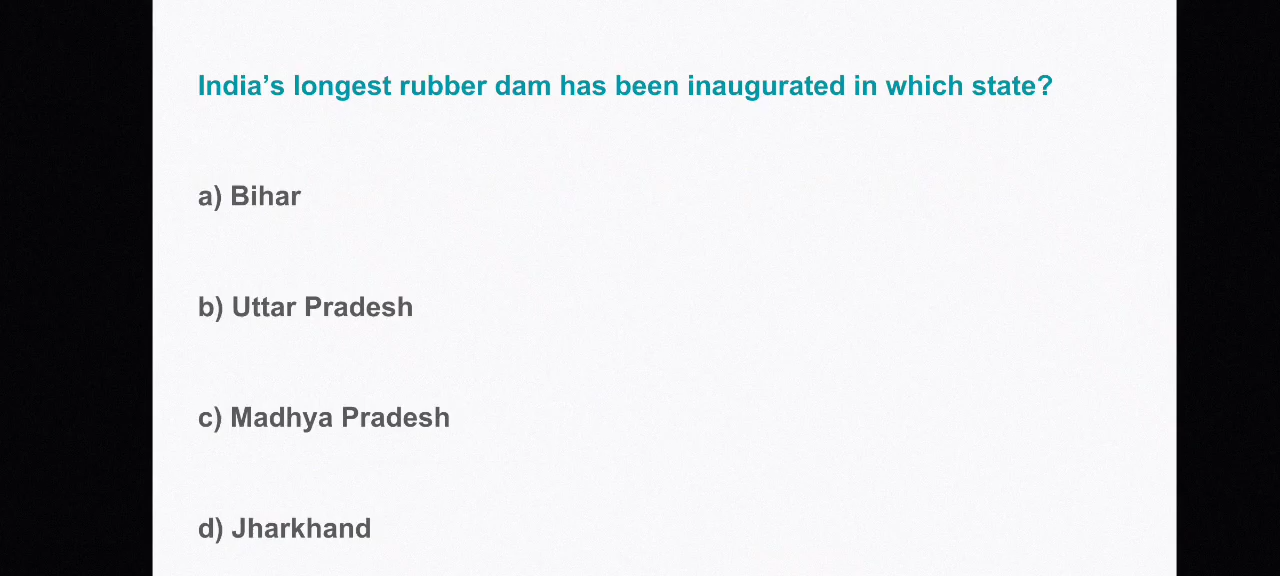 India’s longest rubber dam has been inaugurated in which state?
a) Bihar
b) Uttar Pradesh
c) Madhya Pradesh
d) Jharkhand